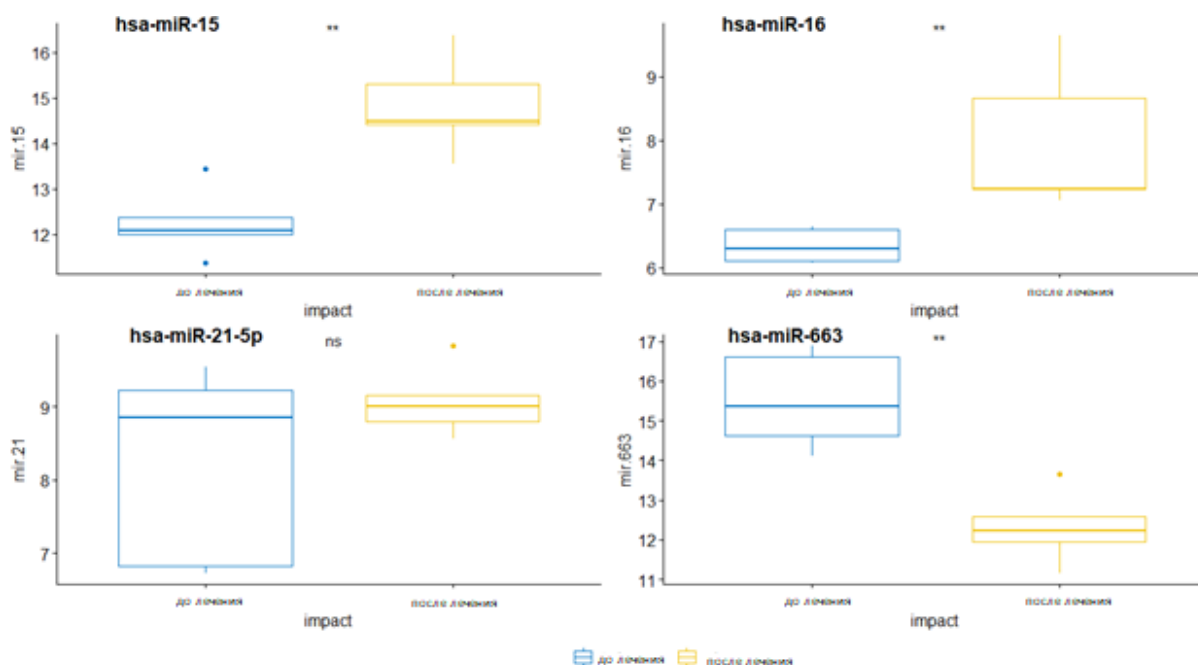 hsa-miR-15
**
16
15
14
13
12
mir.15
до лечения
после лечения
impact
hsa-miR-16
**
9
8
7
6
mir.16
до лечения
после лечения
impact
hsa-miR-21-5p
ns
9
8
7
mir.21
до лечения
после лечения
impact
hsa-miR-663
**
17
16
15
14
13
12
11
mir.663
до лечения
после лечения
impact
до лечения после лечения